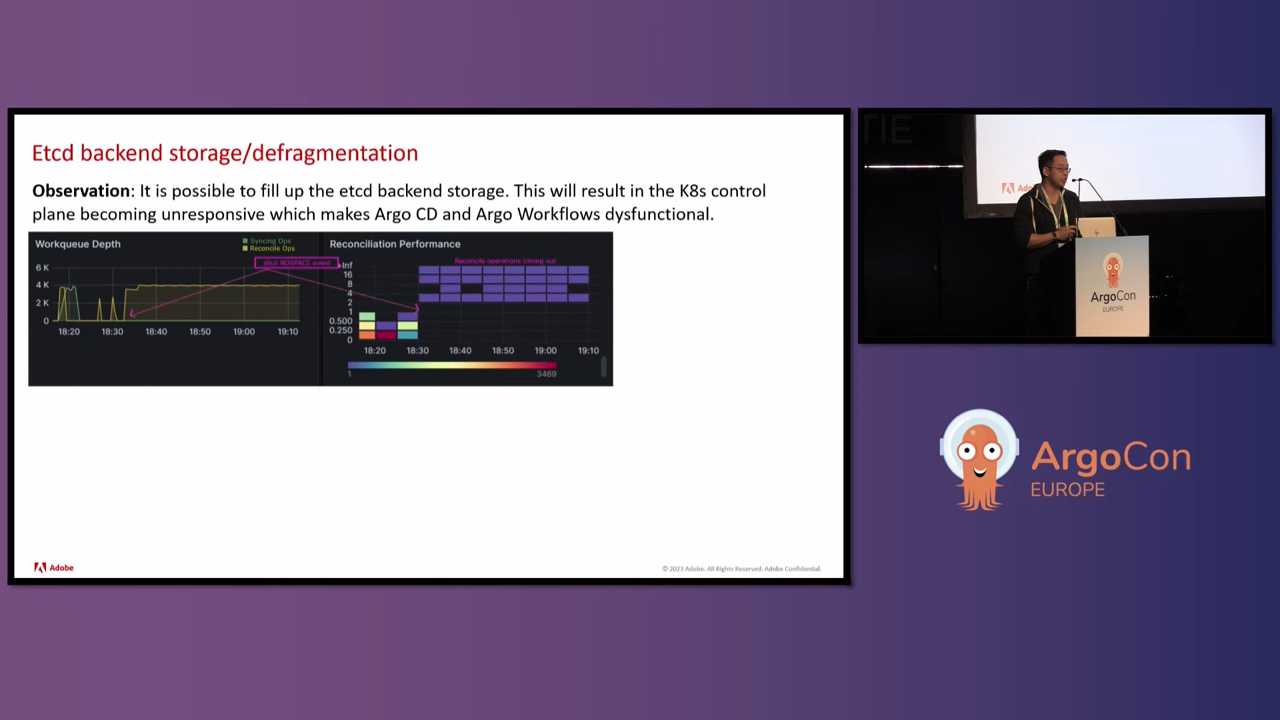 Etcd backend storage/defragmentation
Observation: It is possible to fill up the etcd backend storage. This will result in the K8s control
plane becoming unresponsive which makes Argo CD and Argo Workflows dysfunctional.
Workqueue Depth
Syncing Ops
Reconcile Ops
etcd NOSPACE event
6 K
4 K
2 K
0
18:20 18:30 18:40 18:50 19:00 19:10
Reconciliation Performance
Reconcile operations timing out
+Inf
16
8
4
2
1
0.500
0.250
0
18:20 18:30 18:40 18:50 19:00 19:10
1 3469
Adobe
© 2023 Adobe. All Rights Reserved. Adobe Confidential.
TIE
ArgoCon
EUROPE
ArgoCon
EUROPE